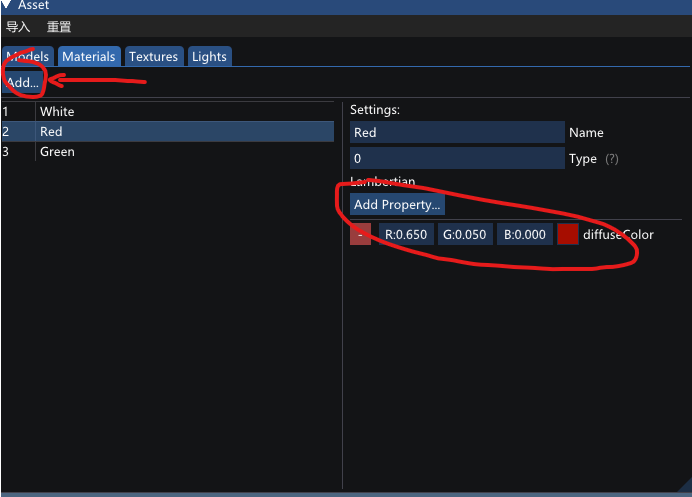 Asset
导入 重置
Models Materials Textures Lights
Add...
1 White
2 Red
3 Green
Settings:
Red Name
0 Type (?)
Lambertian
Add Property...
- R:0.650 G:0.050 B:0.000 diffuseColor